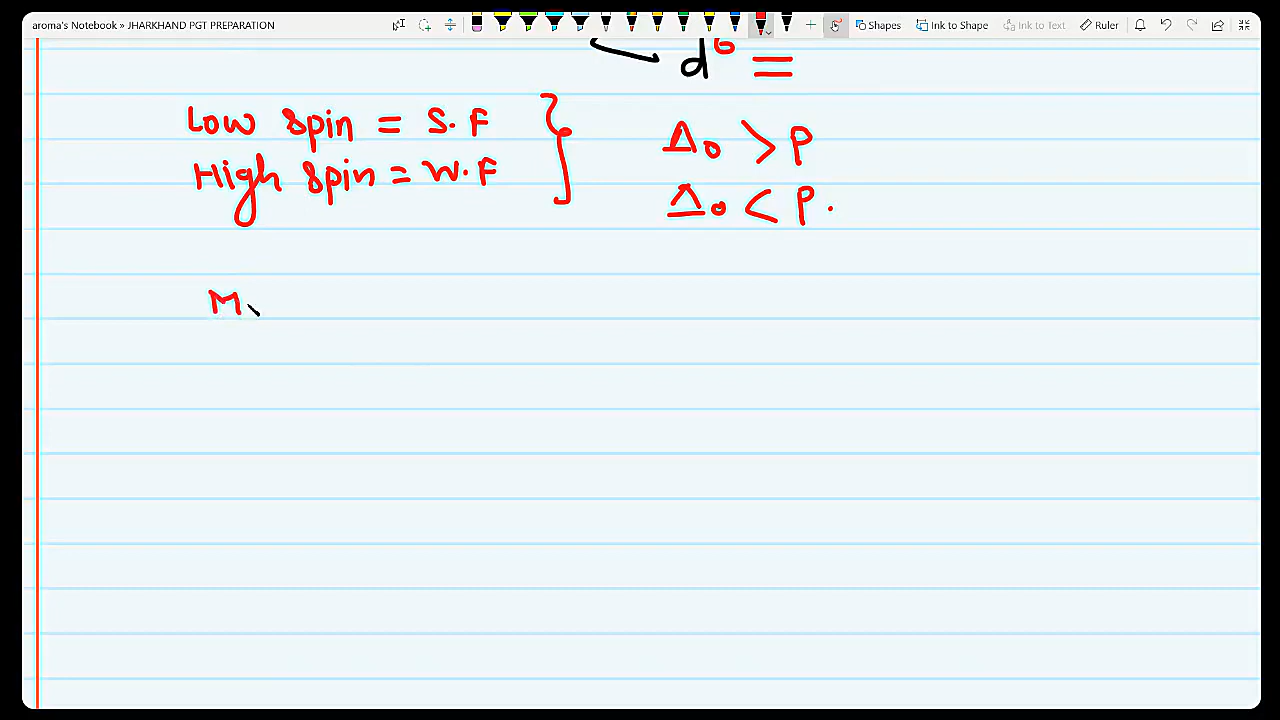 aroma's Notebook » JHARKHAND PGT PREPARATION
Shapes
Ink to Shape
Ink to Text
Ruler
d⁶ =
Low spin = S.F
High spin = W.F
Δo > P
Δo < P.
M